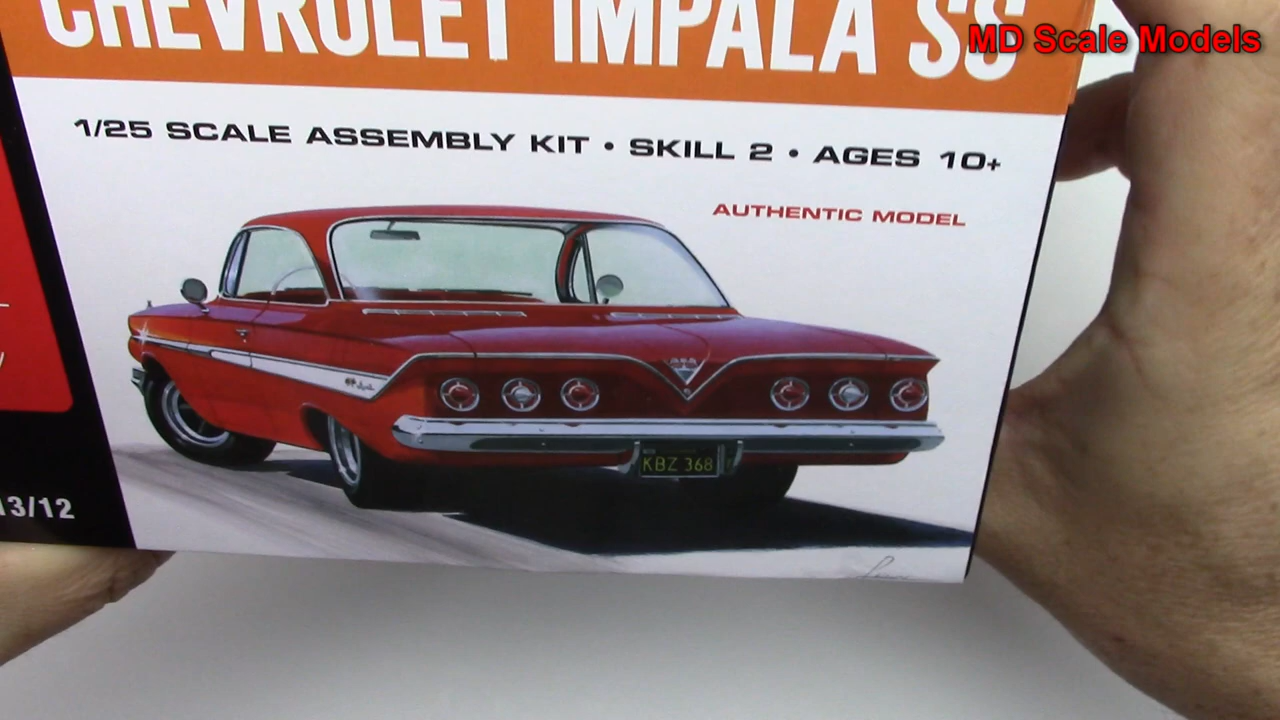 CHEVROLET IMPALA SS
MD Scale Models
1/25 SCALE ASSEMBLY KIT • SKILL 2 • AGES 10+
AUTHENTIC MODEL
KBZ 368
13/12